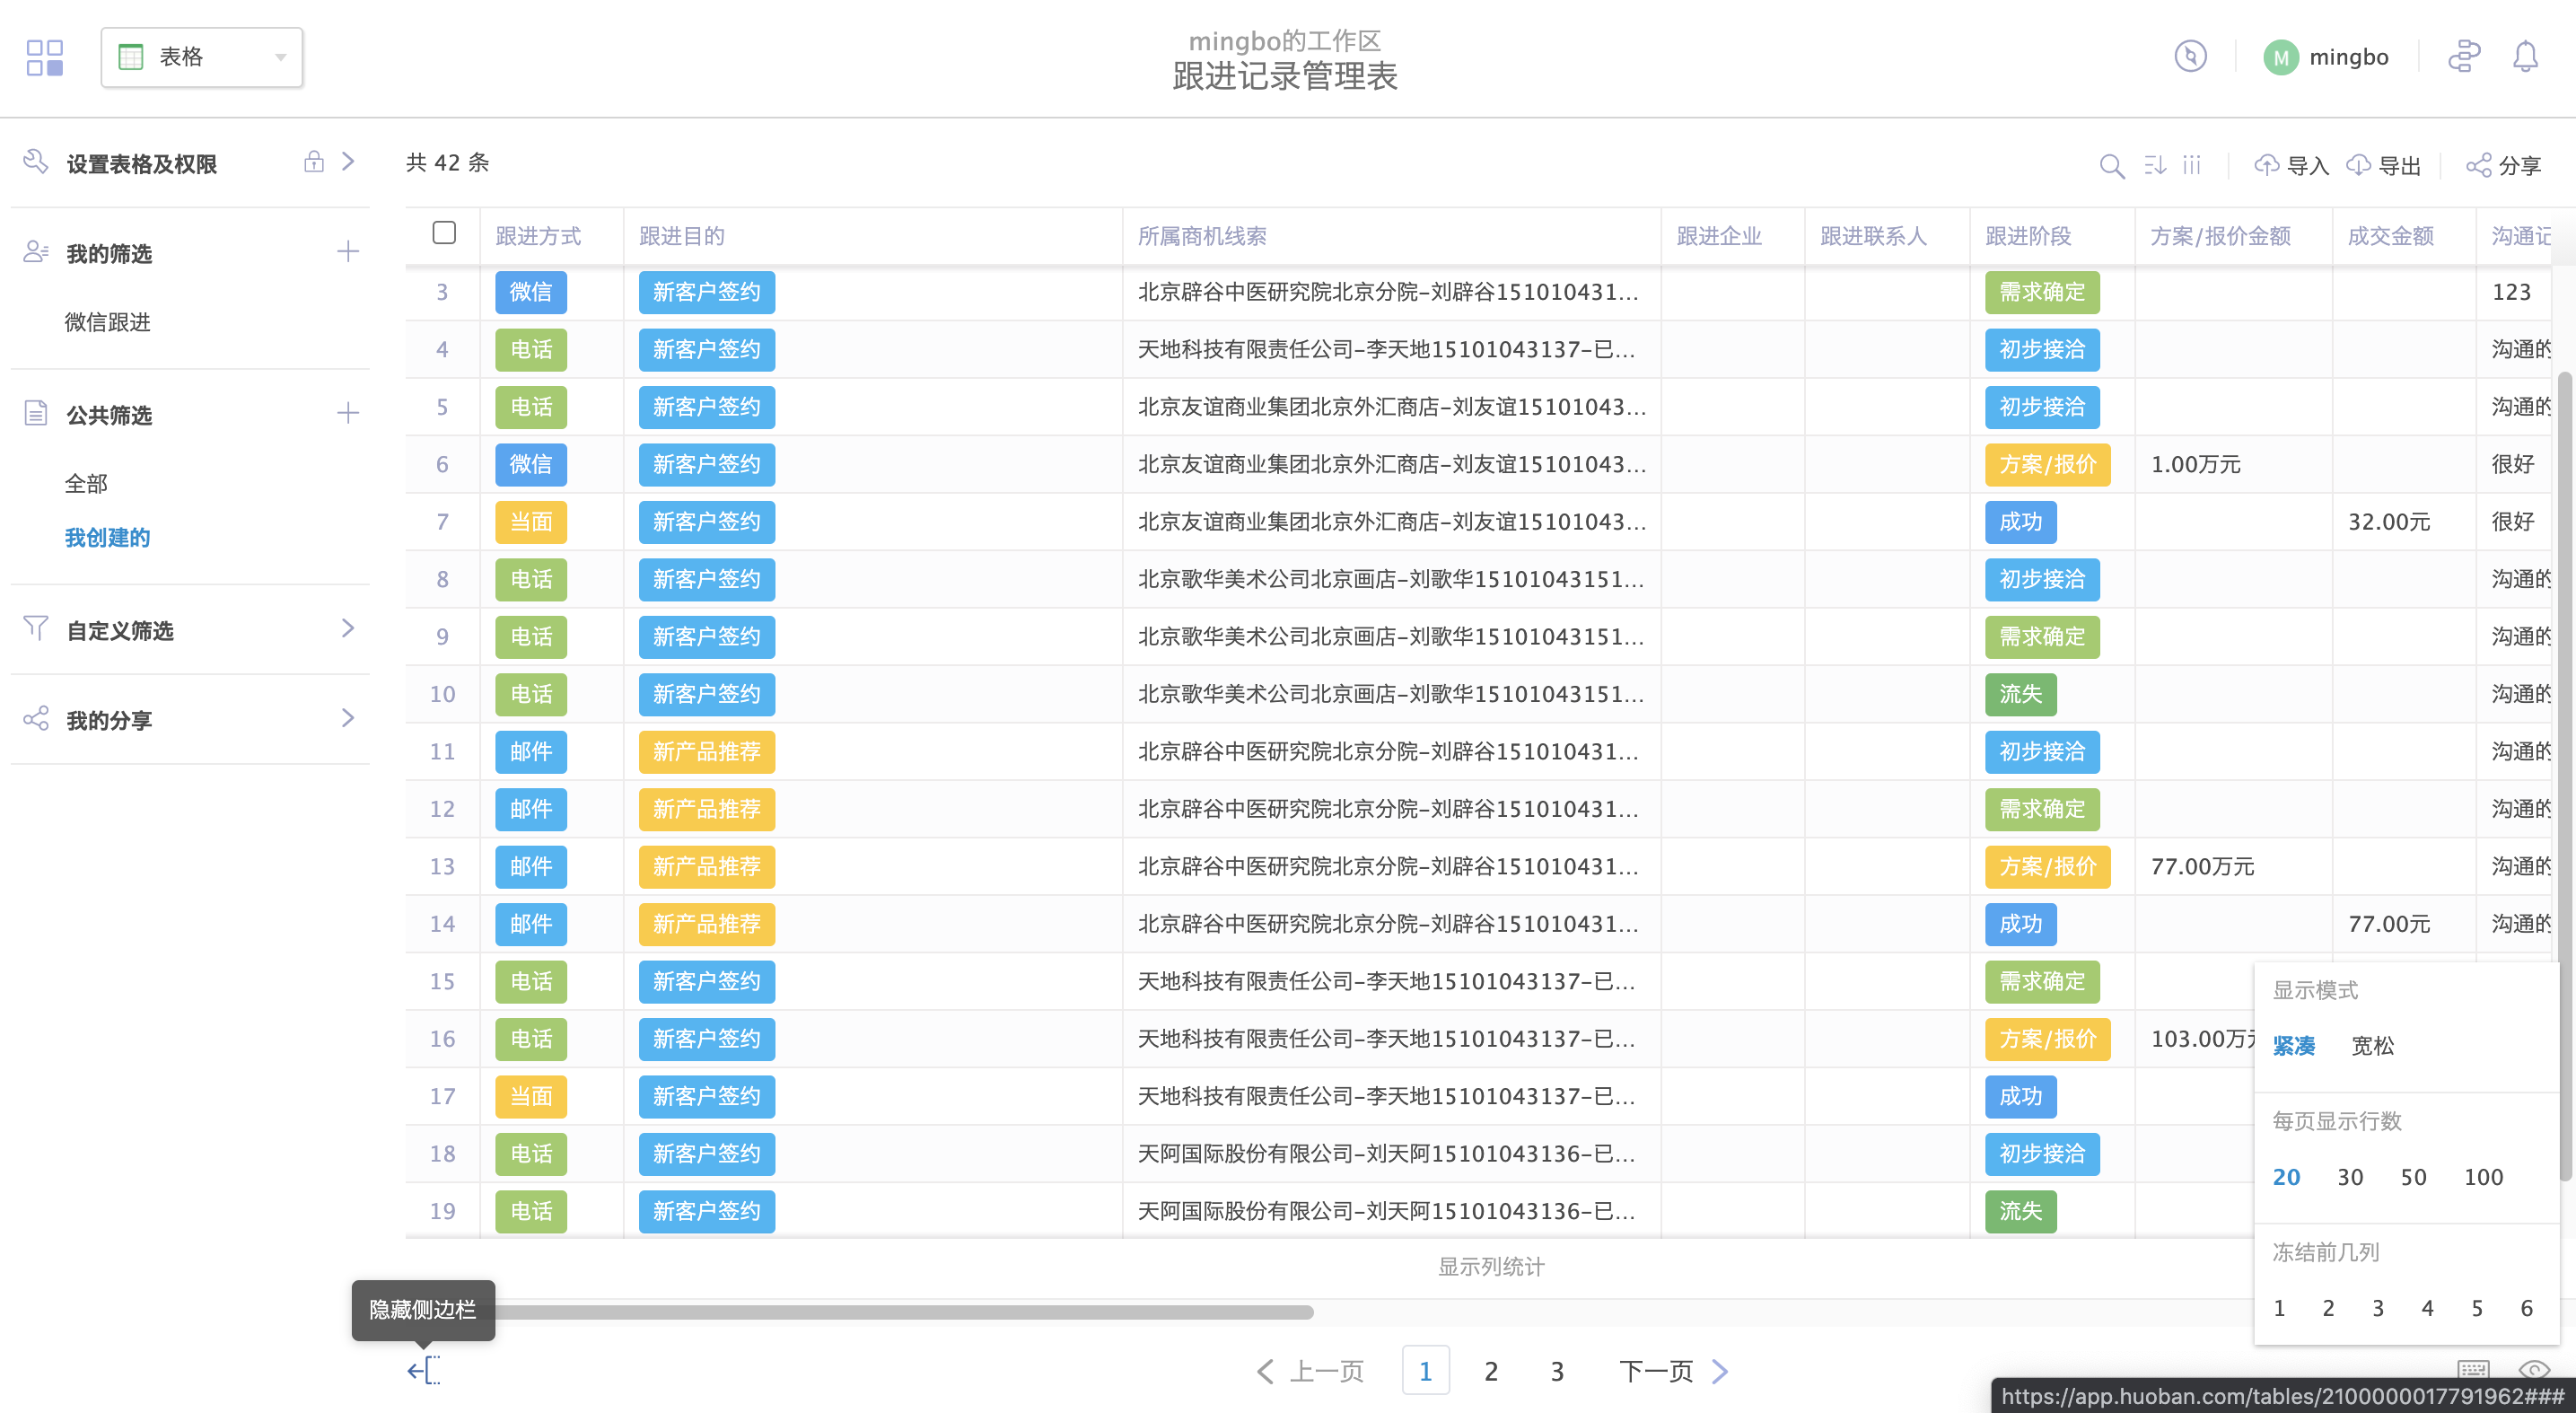 表格
mingbo的工作区
跟进记录管理表
M mingbo
设置表格及权限
我的筛选
微信跟进
公共筛选
全部
我创建的
自定义筛选
我的分享
共 42 条
导入 导出 分享
跟进方式 跟进目的 所属商机线索 跟进企业 跟进联系人 跟进阶段 方案/报价金额 成交金额 沟通记
3 微信 新客户签约 北京辟谷中医研究院北京分院-刘辟谷151010431... 需求确定 123
4 电话 新客户签约 天地科技有限责任公司-李天地15101043137-已... 初步接洽 沟通的
5 电话 新客户签约 北京友谊商业集团北京外汇商店-刘友谊15101043... 初步接洽 沟通的
6 微信 新客户签约 北京友谊商业集团北京外汇商店-刘友谊15101043... 方案/报价 1.00万元 很好
7 当面 新客户签约 北京友谊商业集团北京外汇商店-刘友谊15101043... 成功 32.00元 很好
8 电话 新客户签约 北京歌华美术公司北京画店-刘歌华15101043151... 初步接洽 沟通的
9 电话 新客户签约 北京歌华美术公司北京画店-刘歌华15101043151... 需求确定 沟通的
10 电话 新客户签约 北京歌华美术公司北京画店-刘歌华15101043151... 流失 沟通的
11 邮件 新产品推荐 北京辟谷中医研究院北京分院-刘辟谷151010431... 初步接洽 沟通的
12 邮件 新产品推荐 北京辟谷中医研究院北京分院-刘辟谷151010431... 需求确定 沟通的
13 邮件 新产品推荐 北京辟谷中医研究院北京分院-刘辟谷151010431... 方案/报价 77.00万元 沟通的
14 邮件 新产品推荐 北京辟谷中医研究院北京分院-刘辟谷151010431... 成功 77.00元 沟通的
15 电话 新客户签约 天地科技有限责任公司-李天地15101043137-已... 需求确定
16 电话 新客户签约 天地科技有限责任公司-李天地15101043137-已... 方案/报价 103.00万元
17 当面 新客户签约 天地科技有限责任公司-李天地15101043137-已... 成功
18 电话 新客户签约 天阿国际股份有限公司-刘天阿15101043136-已... 初步接洽
19 电话 新客户签约 天阿国际股份有限公司-刘天阿15101043136-已... 流失
显示模式
紧凑 宽松
每页显示行数
20 30 50 100
冻结前几列
1 2 3 4 5 6
显示列统计
隐藏侧边栏
上一页 1 2 3 下一页
https://app.huoban.com/tables/2100000017791962###